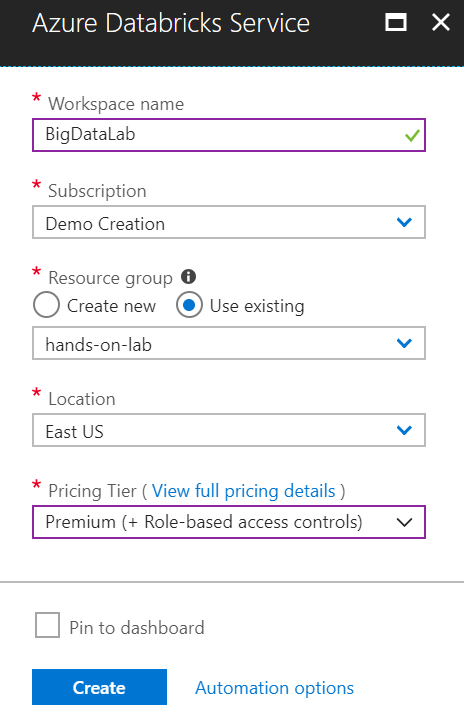 Azure Databricks Service
* Workspace name
BigDataLab
* Subscription
Demo Creation
* Resource group
Create new Use existing
hands-on-lab
* Location
East US
* Pricing Tier ( View full pricing details )
Premium (+ Role-based access controls)
Pin to dashboard
Create Automation options